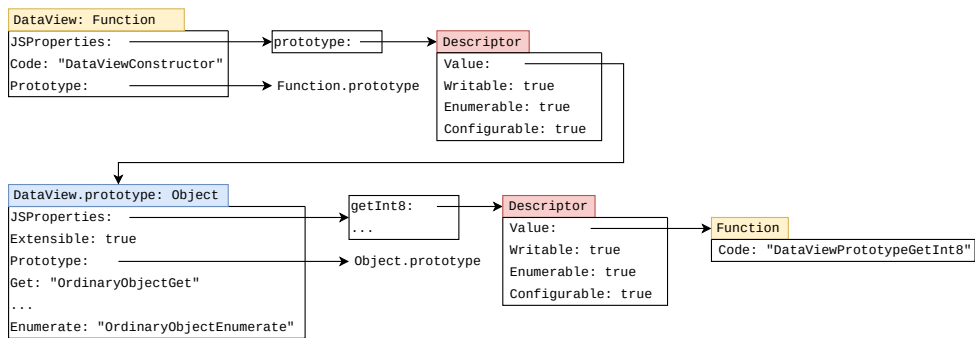 DataView: Function
JSProperties:
Code: "DataViewConstructor"
Prototype:
prototype:
Function.prototype
Descriptor
Value:
Writable: true
Enumerable: true
Configurable: true
DataView.prototype: Object
JSProperties:
Extensible: true
Prototype:
Get: "OrdinaryObjectGet"
...
Enumerate: "OrdinaryObjectEnumerate"
getInt8:
...
Object.prototype
Descriptor
Value:
Writable: true
Enumerable: true
Configurable: true
Function
Code: "DataViewPrototypeGetInt8"